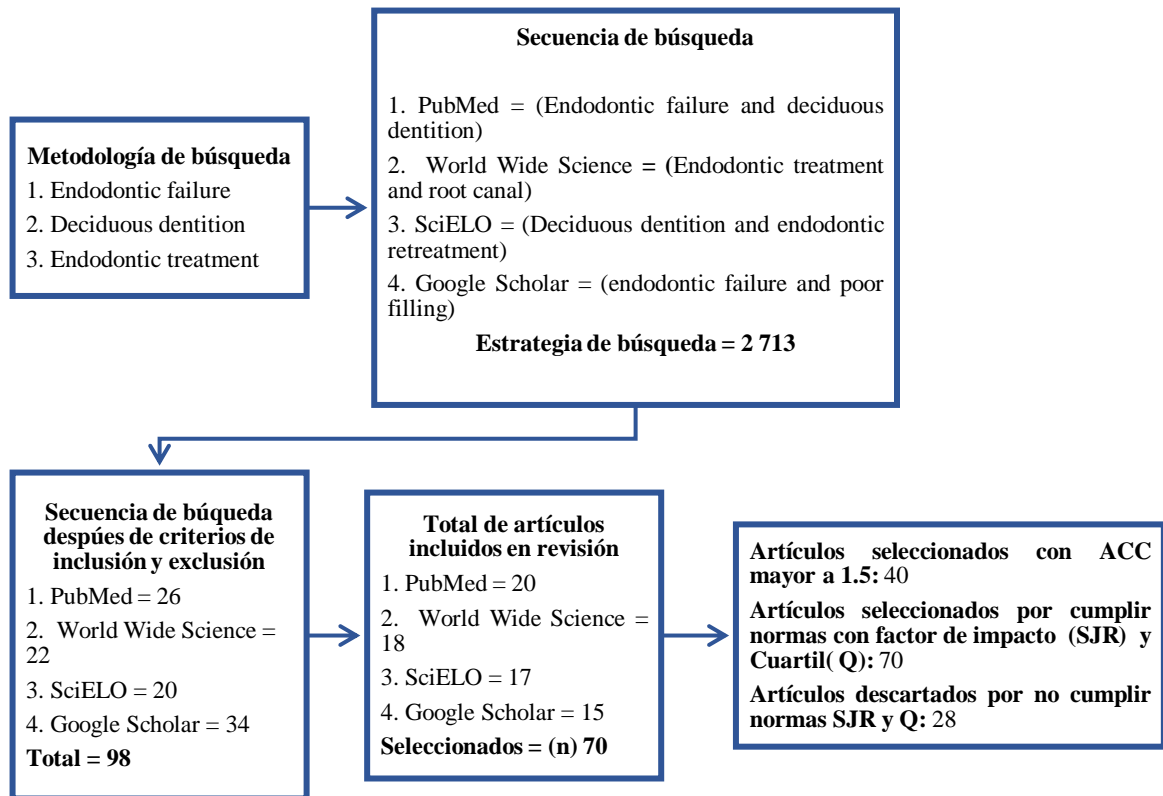 Metodología de búsqueda
1. Endodontic failure
2. Deciduous dentition
3. Endodontic treatment
Secuencia de búsqueda
1. PubMed = (Endodontic failure and deciduous
dentition)
2. World Wide Science = (Endodontic treatment
and root canal)
3. SciELO = (Deciduous dentition and endodontic
retreatment)
4. Google Scholar = (endodontic failure and poor
filling)
Estrategia de búsqueda = 2 713
Secuencia de búqueda
despúes de criterios de
inclusión y exclusión
1. PubMed = 26
2. World Wide Science =
22
3. SciELO = 20
4. Google Scholar = 34
Total = 98
Total de artículos
incluidos en revisión
1. PubMed = 20
2. World Wide Science =
18
3. SciELO = 17
4. Google Scholar = 15
Seleccionados = (n) 70
Artículos seleccionados con ACC
mayor a 1.5: 40
Artículos seleccionados por cumplir
normas con factor de impacto (SJR) y
Cuartil( Q): 70
Artículos descartados por no cumplir
normas SJR y Q: 28